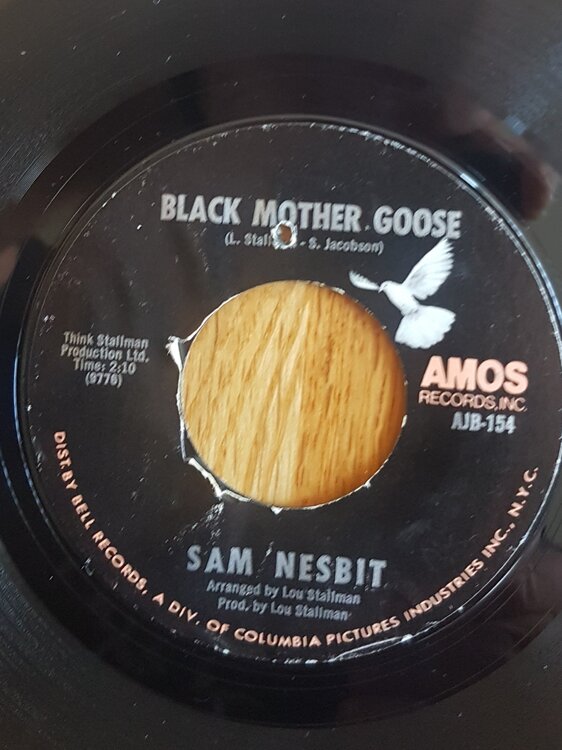 BLACK MOTHER GOOSE
(L. - S. Jacobson)
Think Stallman
Production Ltd.
Time: 2:10
(9776)
AMOS
RECORDS, INC.
AJB-154
SAM NESBIT
Arranged by Lou Stallman
Prod. by Lou Stallman
DIST. BY BELL RECORDS, A DIV. OF COLUMBIA PICTURES INDUSTRIES INC., N.Y.C.